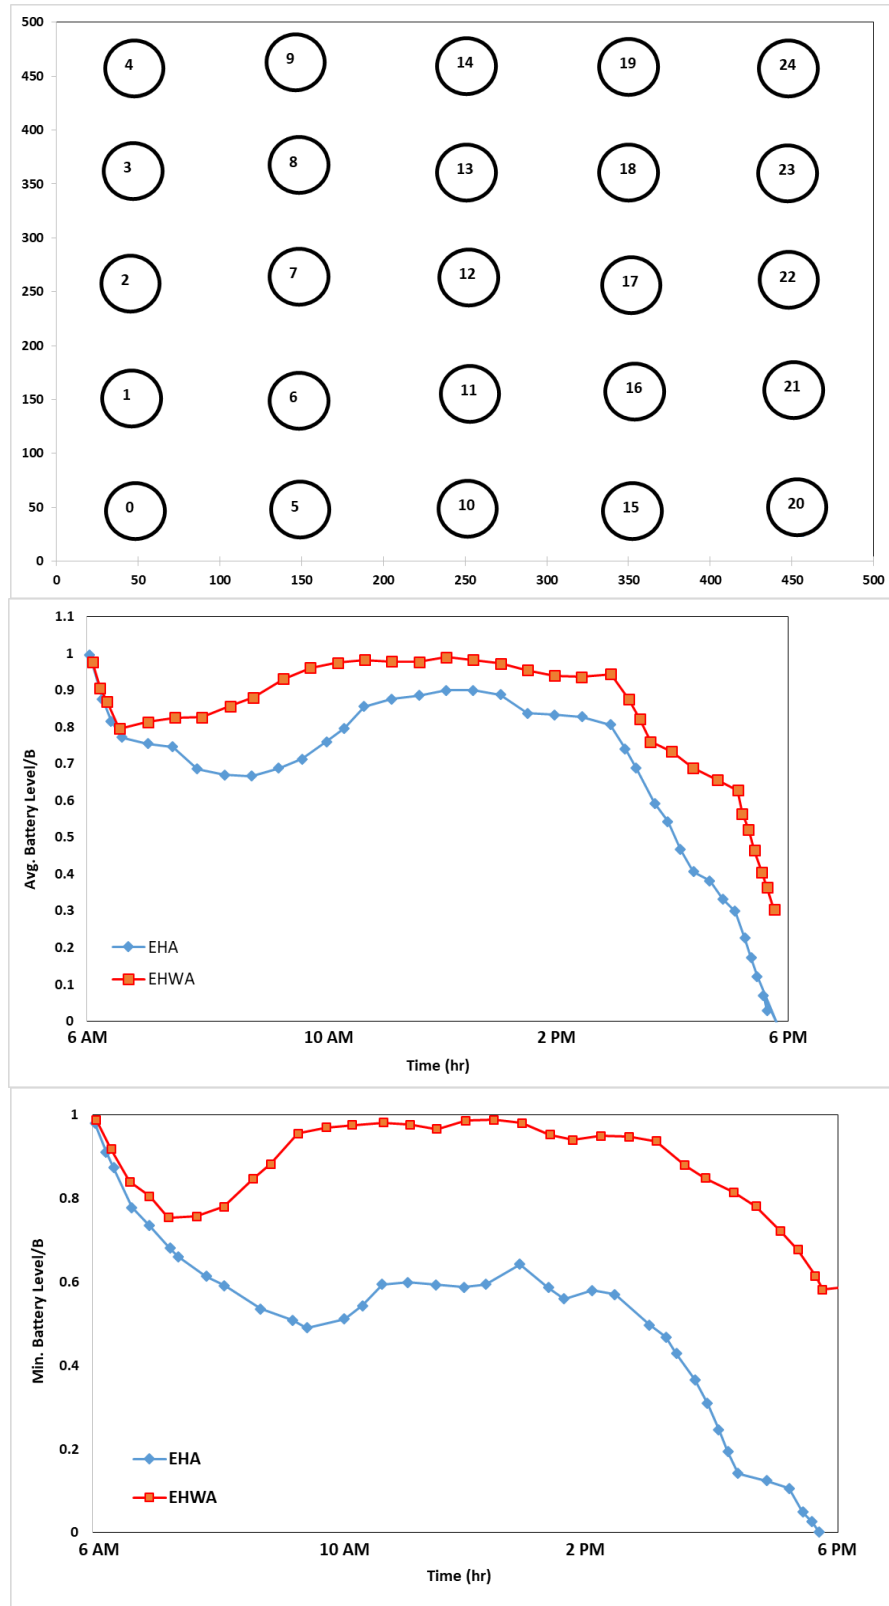 500
4 9 14 19 24
450
400
3 8 13 18 23
350
300
2 7 12 17 22
250
200
1 6 11 16 21
150
100
0 5 10 15 20
50
0
0 50 100 150 200 250 300 350 400 450 500
1.1
1
0.9
0.8
0.7
0.6
0.5
0.4
0.3
0.2
0.1
0
Avg. Battery Level/B
EHA
EHWA
6 AM 10 AM 2 PM 6 PM
Time (hr)
1
0.8
0.6
0.4
0.2
0
Min. Battery Level/B
EHA
EHWA
6 AM 10 AM 2 PM 6 PM
Time (hr)